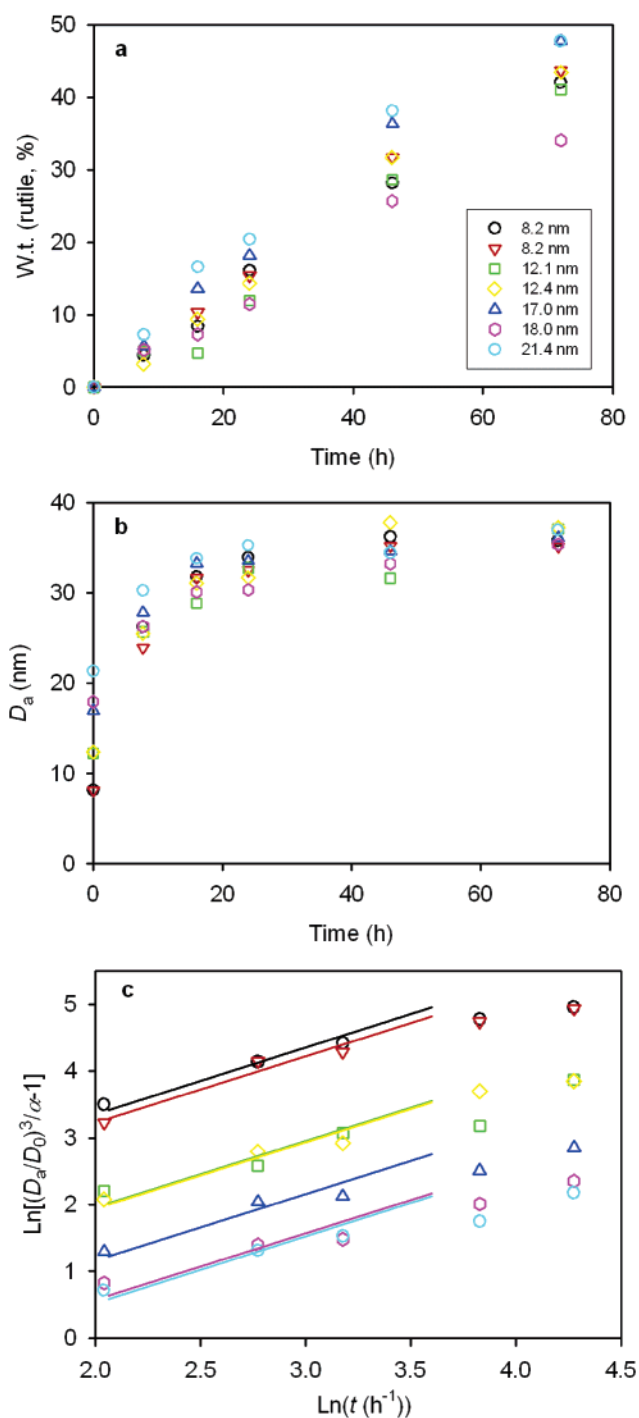 a
50
40
30
20
10
0
W.t. (rutile, %)
8.2 nm
8.2 nm
12.1 nm
12.4 nm
17.0 nm
18.0 nm
21.4 nm
0 20 40 60 80
Time (h)
b
40
30
20
10
0
Dₐ (nm)
0 20 40 60 80
Time (h)
c
5
4
3
2
1
0
Ln[(Dₐ/D₀)³/α-1]
2.0 2.5 3.0 3.5 4.0 4.5
Ln(t (h⁻¹))